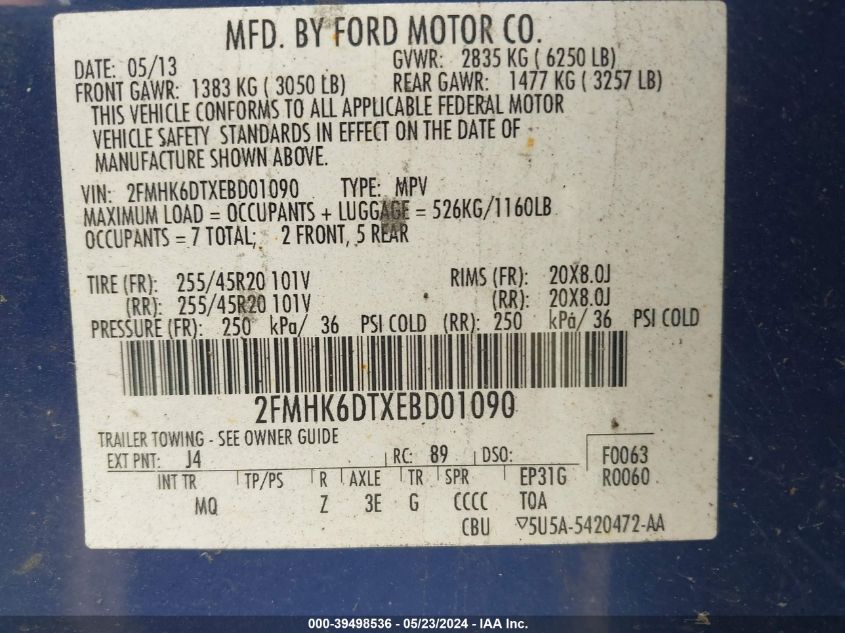 MFD. BY FORD MOTOR CO.
DATE: 05/13 GVWR: 2835 KG ( 6250 LB)
FRONT GAWR: 1383 KG ( 3050 LB) REAR GAWR: 1477 KG ( 3257 LB)
THIS VEHICLE CONFORMS TO ALL APPLICABLE FEDERAL MOTOR
VEHICLE SAFETY STANDARDS IN EFFECT ON THE DATE OF
MANUFACTURE SHOWN ABOVE.
VIN: 2FMHK6DTXEBD01090 TYPE: MPV
MAXIMUM LOAD = OCCUPANTS + LUGGAGE = 526KG/1160LB
OCCUPANTS = 7 TOTAL; 2 FRONT, 5 REAR
TIRE (FR): 255/45R20 101V RIMS (FR): 20X8.0J
(RR): 255/45R20 101V (RR): 20X8.0J
PRESSURE (FR): 250 kPa/ 36 PSI COLD (RR): 250 kPa/ 36 PSI COLD
2FMHK6DTXEBD01090
TRAILER TOWING - SEE OWNER GUIDE
EXT PNT: J4 RC: 89 DSO: F0063
INT TR TP/PS R AXLE TR SPR EP31G R0060
MQ Z 3E G CCCC TOA
CBU ▽5U5A-5420472-AA
000-39498536 - 05/23/2024 - IAA Inc.